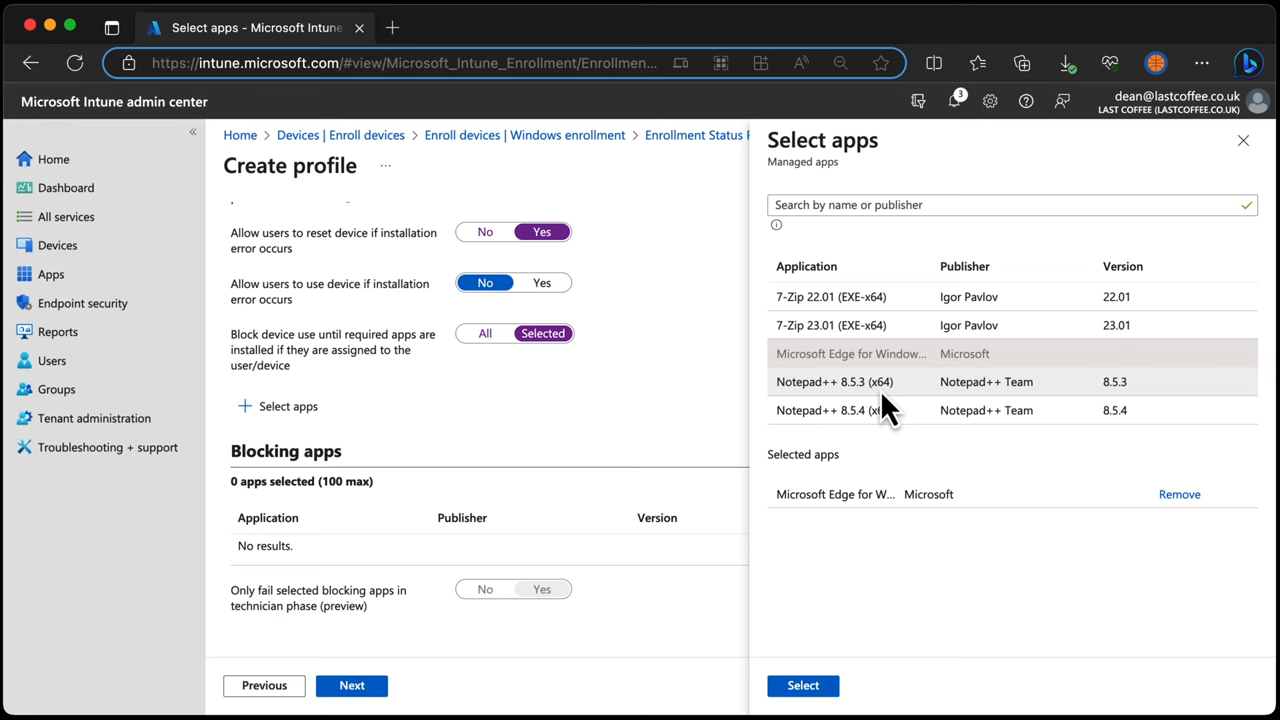 Select apps - Microsoft Intune
https://intune.microsoft.com/#view/Microsoft_Intune_Enrollment/Enrollmen...
Microsoft Intune admin center
3
dean@lastcoffee.co.uk
LAST COFFEE (LASTCOFFEE.CO.UK)
Home
Dashboard
All services
Devices
Apps
Endpoint security
Reports
Users
Groups
Tenant administration
Troubleshooting + support
Home > Devices | Enroll devices > Enroll devices | Windows enrollment > Enrollment Status
Create profile ...
Allow users to reset device if installation
error occurs
No Yes
Allow users to use device if installation
error occurs
No Yes
Block device use until required apps are
installed if they are assigned to the
user/device
All Selected
+ Select apps
Blocking apps
0 apps selected (100 max)
Application Publisher Version
No results.
Only fail selected blocking apps in
technician phase (preview)
No Yes
Previous Next
Select apps
Managed apps
Search by name or publisher
Application Publisher Version
7-Zip 22.01 (EXE-x64) Igor Pavlov 22.01
7-Zip 23.01 (EXE-x64) Igor Pavlov 23.01
Microsoft Edge for Window... Microsoft
Notepad++ 8.5.3 (x64) Notepad++ Team 8.5.3
Notepad++ 8.5.4 Notepad++ Team 8.5.4
Selected apps
Microsoft Edge for W... Microsoft Remove
Select